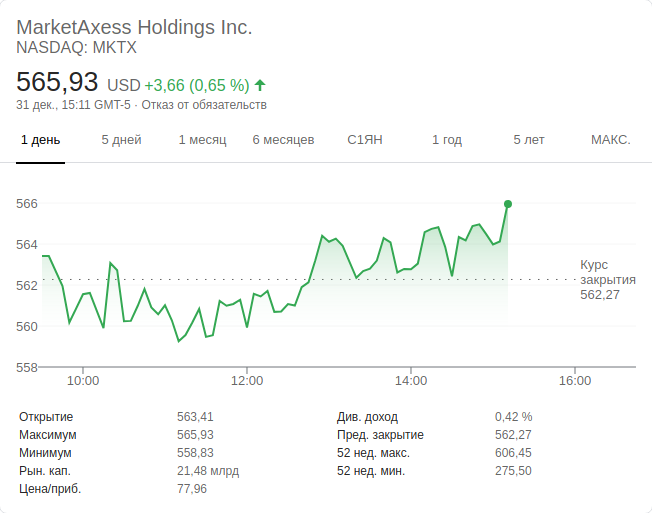 MarketAxess Holdings Inc.
NASDAQ: MKTX
565,93 USD +3,66 (0,65 %)
31 дек., 15:11 GMT-5 · Отказ от обязательств
1 день 5 дней 1 месяц 6 месяцев С1ЯН 1 год 5 лет МАКС.
566
564
Курс
закрытия
562,27
562
560
558
10:00 12:00 14:00 16:00
Открытие 563,41 Див. доход 0,42 %
Максимум 565,93 Пред. закрытие 562,27
Минимум 558,83 52 нед. макс. 606,45
Рын. кап. 21,48 млрд 52 нед. мин. 275,50
Цена/приб. 77,96